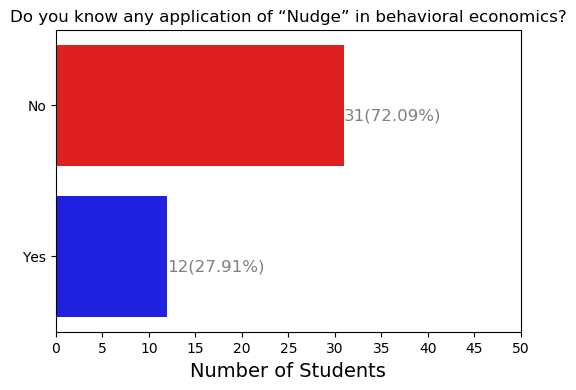 Do you know any application of “Nudge” in behavioral economics?
No
31(72.09%)
Yes
12(27.91%)
0 5 10 15 20 25 30 35 40 45 50
Number of Students